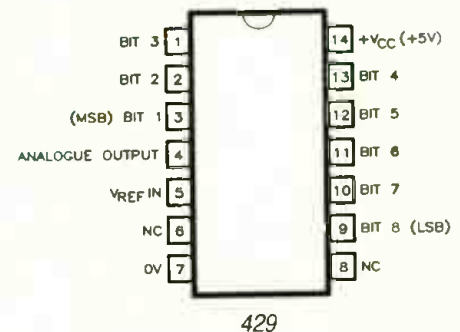 BIT 3 1
BIT 2 2
(MSB) BIT 1 3
ANALOGUE OUTPUT 4
VREF IN 5
NC 6
0V 7
14 +VCC (+5V)
13 BIT 4
12 BIT 5
11 BIT 6
10 BIT 7
9 BIT 8 (LSB)
8 NC
429